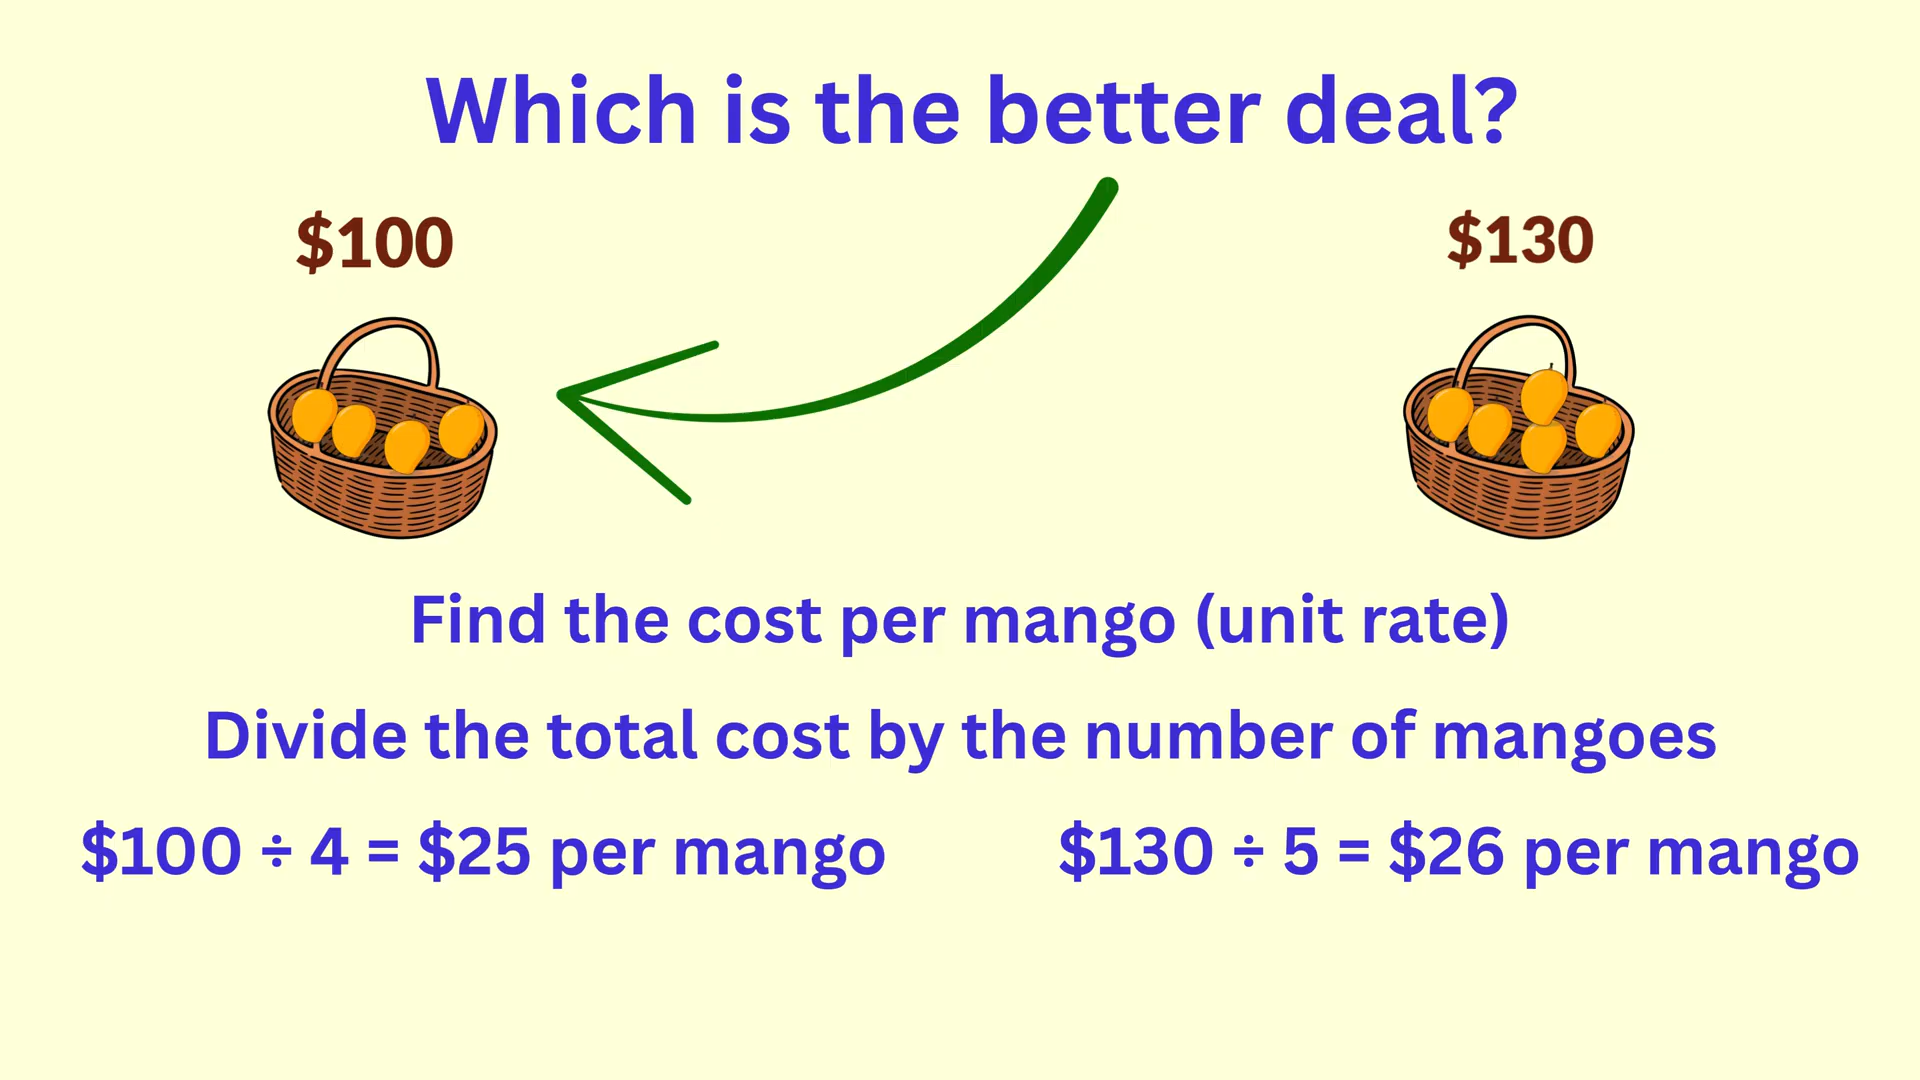 Which is the better deal?
$100
$130
Find the cost per mango (unit rate)
Divide the total cost by the number of mangoes
$100 ÷ 4 = $25 per mango
$130 ÷ 5 = $26 per mango